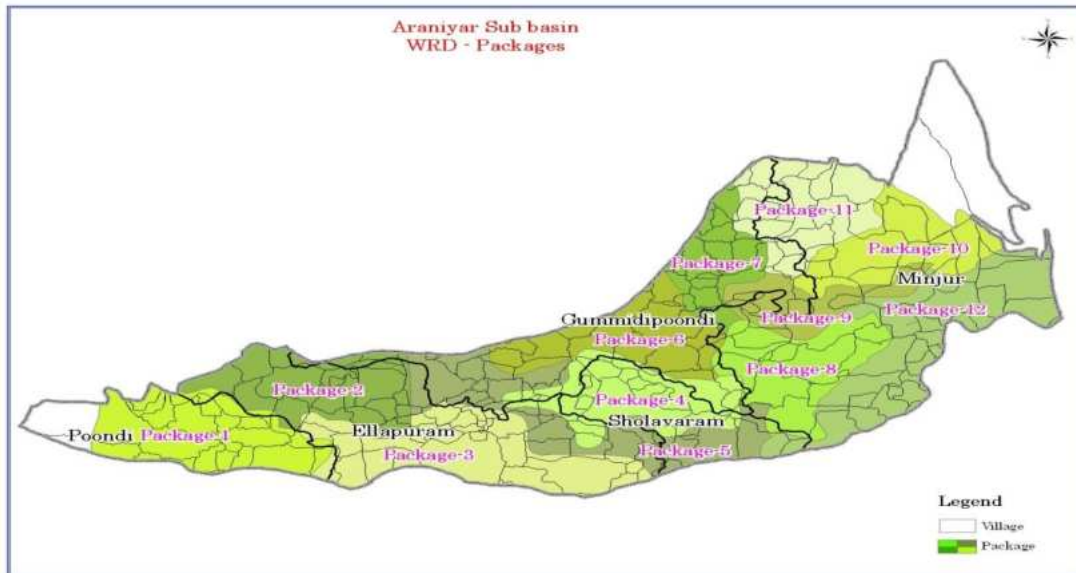 Araniyar Sub basin
WRD - Packages
Package-11
Package-10
Package-7
Minjur
Package-12
Gummidipoondi
Package-9
Package-6
Package-8
Package-2
Package-4
Sholavaram
Ellapuram
Poondi Package-1
Package-3
Package-5
Legend
Village
Package